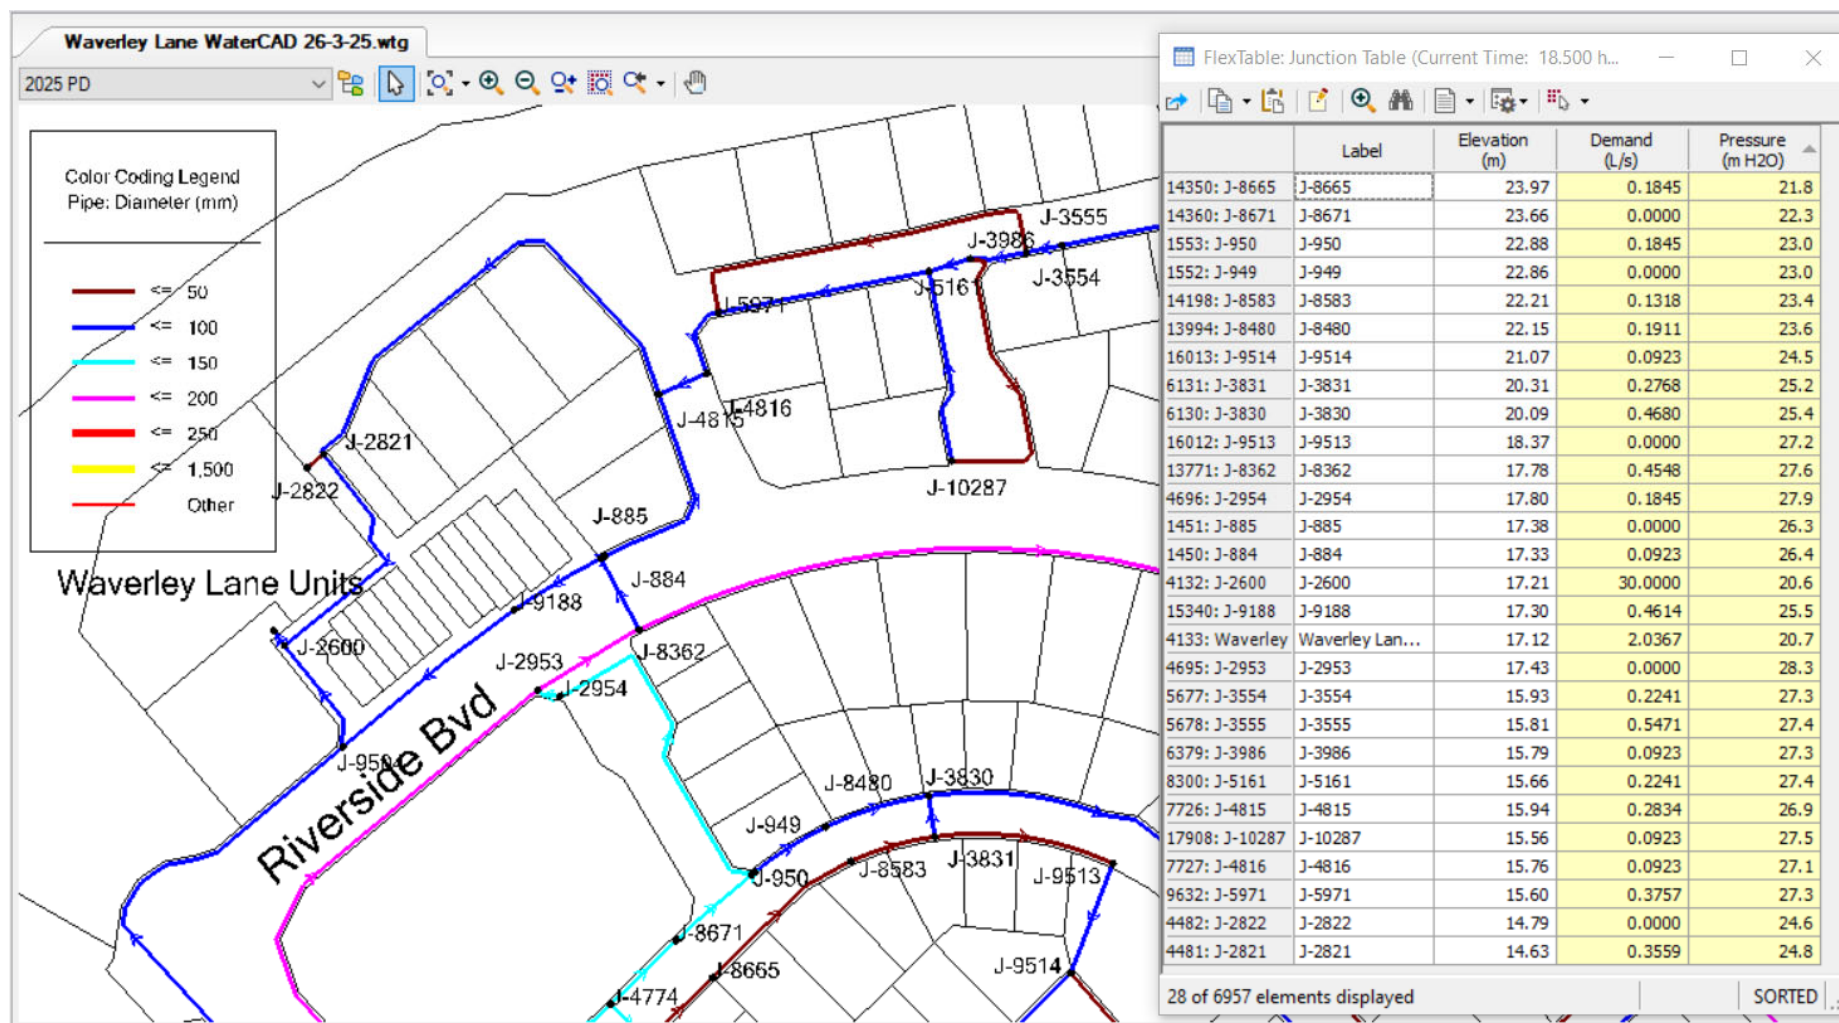 Waverley Lane WaterCAD 26-3-25.wtg
2025 PD
Color Coding Legend
Pipe: Diameter (mm)
<= 50
<= 100
<= 150
<= 200
<= 250
<= 1,500
Other
Waverley Lane Units
Riverside Bvd
J-3555
J-3986
J-3554
J-5161
J-5971
J-4816
J-4815
J-2821
J-2822
J-10287
J-885
J-884
J-9188
J-2600
J-2953
J-8362
J-2954
J-8480
J-3830
J-949
J-950
J-8583
J-3831
J-9513
J-8671
J-8665
J-9514
J-4774
FlexTable: Junction Table (Current Time: 18.500 h...
Label Elevation (m) Demand (L/s) Pressure (m H2O)
14350: J-8665 J-8665 23.97 0.1845 21.8
14360: J-8671 J-8671 23.66 0.0000 22.3
1553: J-950 J-950 22.88 0.1845 23.0
1552: J-949 J-949 22.86 0.0000 23.0
14198: J-8583 J-8583 22.21 0.1318 23.4
13994: J-8480 J-8480 22.15 0.1911 23.6
16013: J-9514 J-9514 21.07 0.0923 24.5
6131: J-3831 J-3831 20.31 0.2768 25.2
6130: J-3830 J-3830 20.09 0.4680 25.4
16012: J-9513 J-9513 18.37 0.0000 27.2
13771: J-8362 J-8362 17.78 0.4548 27.6
4696: J-2954 J-2954 17.80 0.1845 27.9
1451: J-885 J-885 17.38 0.0000 26.3
1450: J-884 J-884 17.33 0.0923 26.4
4132: J-2600 J-2600 17.21 30.0000 20.6
15340: J-9188 J-9188 17.30 0.4614 25.5
4133: Waverley Waverley Lan... 17.12 2.0367 20.7
4695: J-2953 J-2953 17.43 0.0000 28.3
5677: J-3554 J-3554 15.93 0.2241 27.3
5678: J-3555 J-3555 15.81 0.5471 27.4
6379: J-3986 J-3986 15.79 0.0923 27.3
8300: J-5161 J-5161 15.66 0.2241 27.4
7726: J-4815 J-4815 15.94 0.2834 26.9
17908: J-10287 J-10287 15.56 0.0923 27.5
7727: J-4816 J-4816 15.76 0.0923 27.1
9632: J-5971 J-5971 15.60 0.3757 27.3
4482: J-2822 J-2822 14.79 0.0000 24.6
4481: J-2821 J-2821 14.63 0.3559 24.8
28 of 6957 elements displayed
SORTED